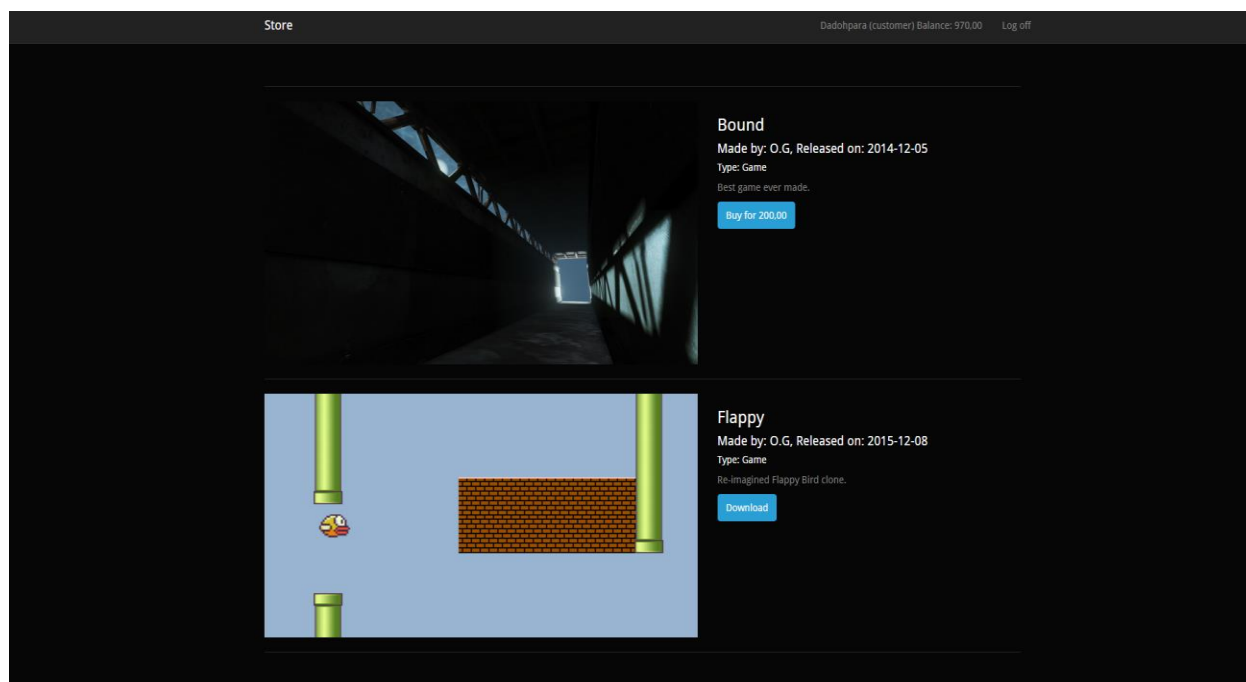 Store
Dadohpara (customer) Balance: 970,00
Log off
Bound
Made by: O.G, Released on: 2014-12-05
Type: Game
Best game ever made.
Buy for 200,00
Flappy
Made by: O.G, Released on: 2015-12-08
Type: Game
Re-imagined Flappy Bird clone.
Download